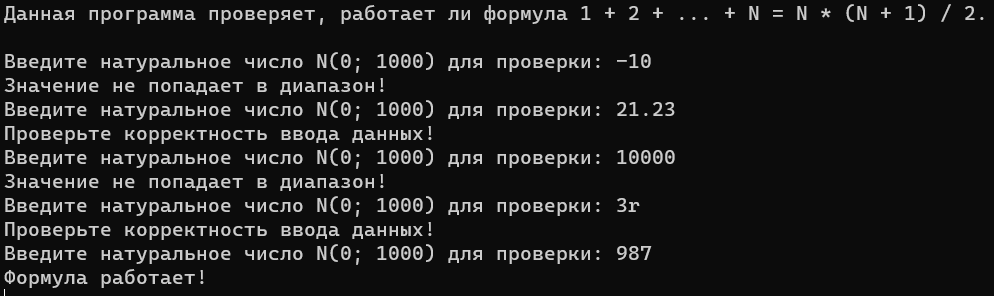 Данная программа проверяет, работает ли формула 1 + 2 + ... + N = N * (N + 1) / 2.
Введите натуральное число N(0; 1000) для проверки: -10
Значение не попадает в диапазон!
Введите натуральное число N(0; 1000) для проверки: 21.23
Проверьте корректность ввода данных!
Введите натуральное число N(0; 1000) для проверки: 10000
Значение не попадает в диапазон!
Введите натуральное число N(0; 1000) для проверки: 3r
Проверьте корректность ввода данных!
Введите натуральное число N(0; 1000) для проверки: 987
Формула работает!